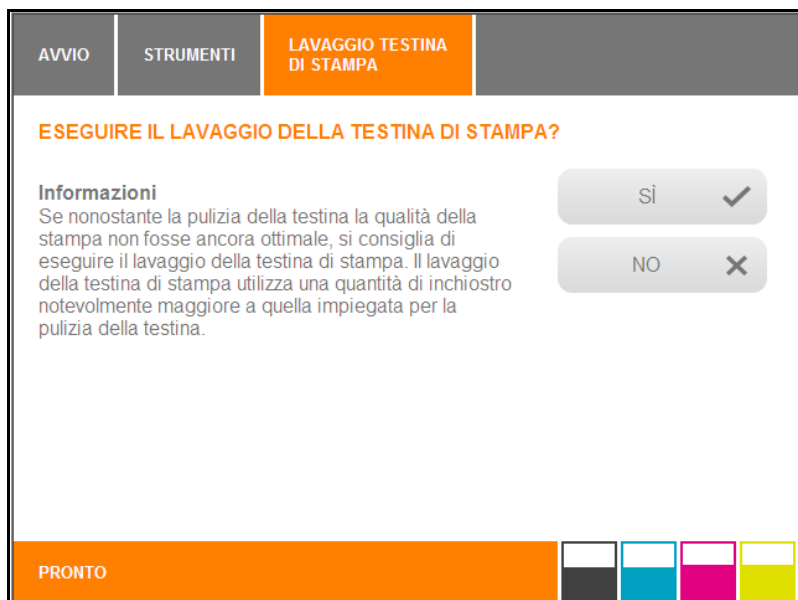 AVVIO
STRUMENTI
LAVAGGIO TESTINA
DI STAMPA
ESEGUIRE IL LAVAGGIO DELLA TESTINA DI STAMPA?
Informazioni
Se nonostante la pulizia della testina la qualità della
stampa non fosse ancora ottimale, si consiglia di
eseguire il lavaggio della testina di stampa. Il lavaggio
della testina di stampa utilizza una quantità di inchiostro
notevolmente maggiore a quella impiegata per la
pulizia della testina.
SÌ
NO
PRONTO